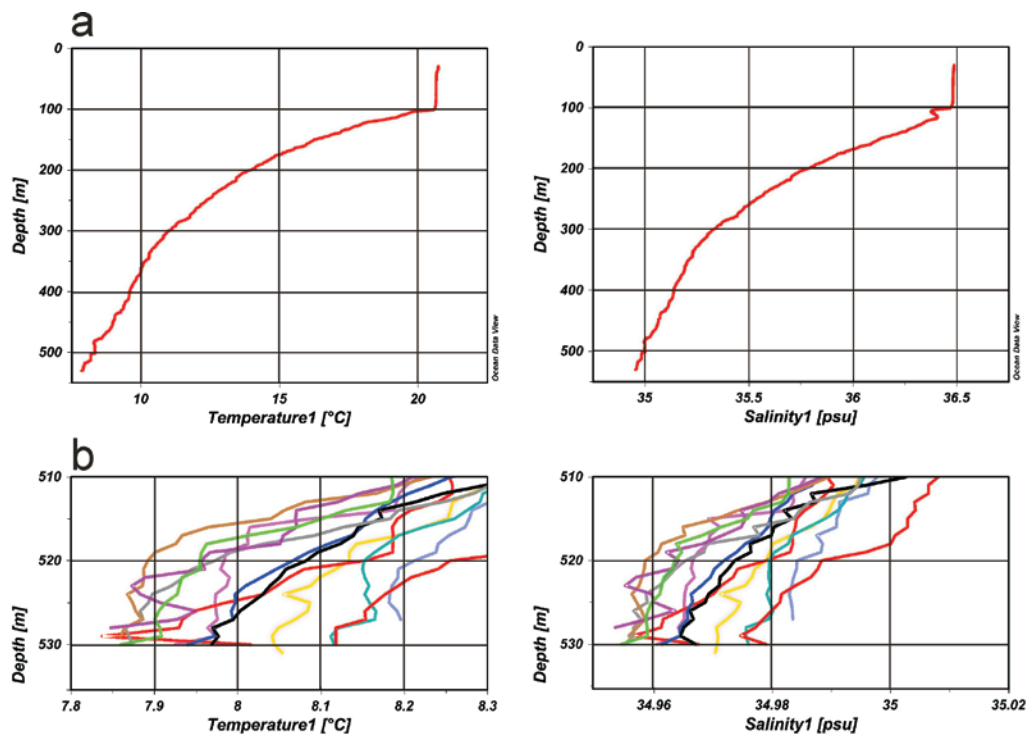 a
0
100
200
300
400
500
Depth [m]
10 15 20
Temperature1 [°C]
Ocean Data View
0
100
200
300
400
500
Depth [m]
35 35.5 36 36.5
Salinity1 [psu]
Ocean Data View
b
510
520
530
Depth [m]
7.8 7.9 8 8.1 8.2 8.3
Temperature1 [°C]
510
520
530
Depth [m]
34.96 34.98 35 35.02
Salinity1 [psu]